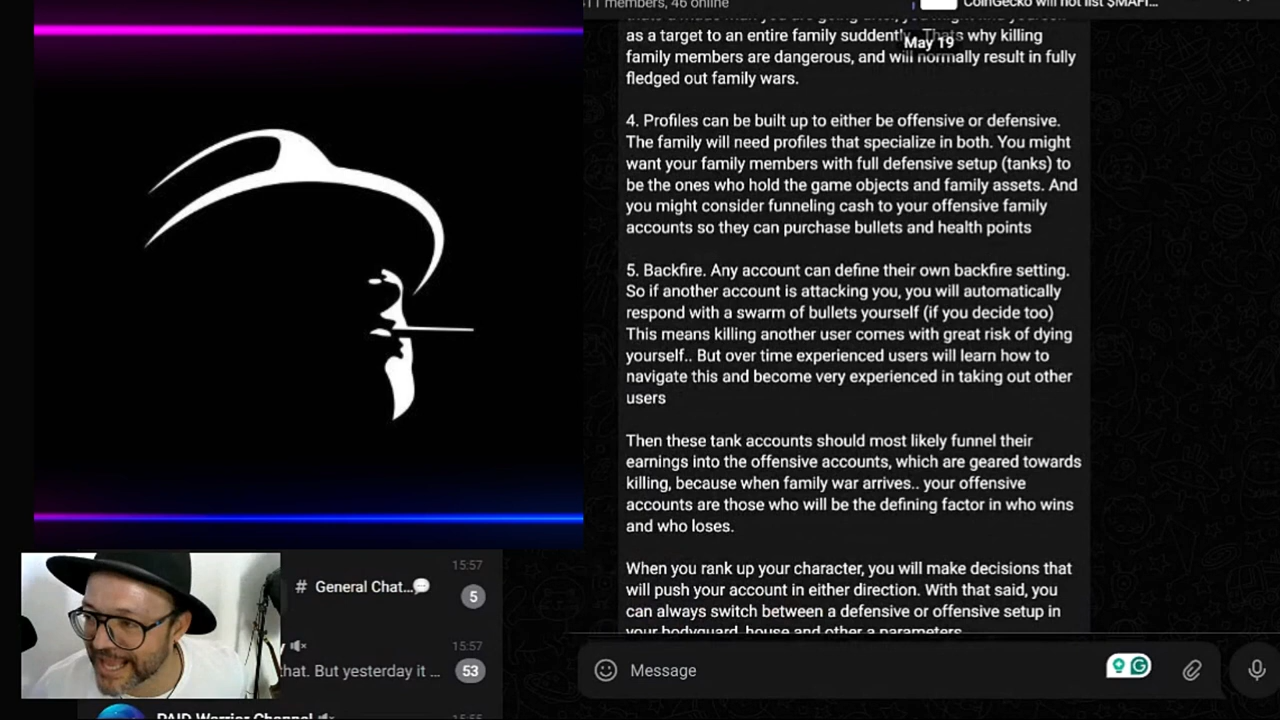 11 members, 46 online
CoinGecko will not list $MAFI...
May 19
as a target to an entire family suddently.. Thats why killing
family members are dangerous, and will normally result in fully
fledged out family wars.
4. Profiles can be built up to either be offensive or defensive.
The family will need profiles that specialize in both. You might
want your family members with full defensive setup (tanks) to
be the ones who hold the game objects and family assets. And
you might consider funneling cash to your offensive family
accounts so they can purchase bullets and health points
5. Backfire. Any account can define their own backfire setting.
So if another account is attacking you, you will automatically
respond with a swarm of bullets yourself (if you decide too)
This means killing another user comes with great risk of dying
yourself.. But over time experienced users will learn how to
navigate this and become very experienced in taking out other
users
Then these tank accounts should most likely funnel their
earnings into the offensive accounts, which are geared towards
killing, because when family war arrives.. your offensive
accounts are those who will be the defining factor in who wins
and who loses.
When you rank up your character, you will make decisions that
will push your account in either direction. With that said, you
can always switch between a defensive or offensive setup in
your bodyguard, house and other a parameters
Message
15:57
# General Chat...💬
5
15:57
that. But yesterday it ...
53
PAID Warrior Channel